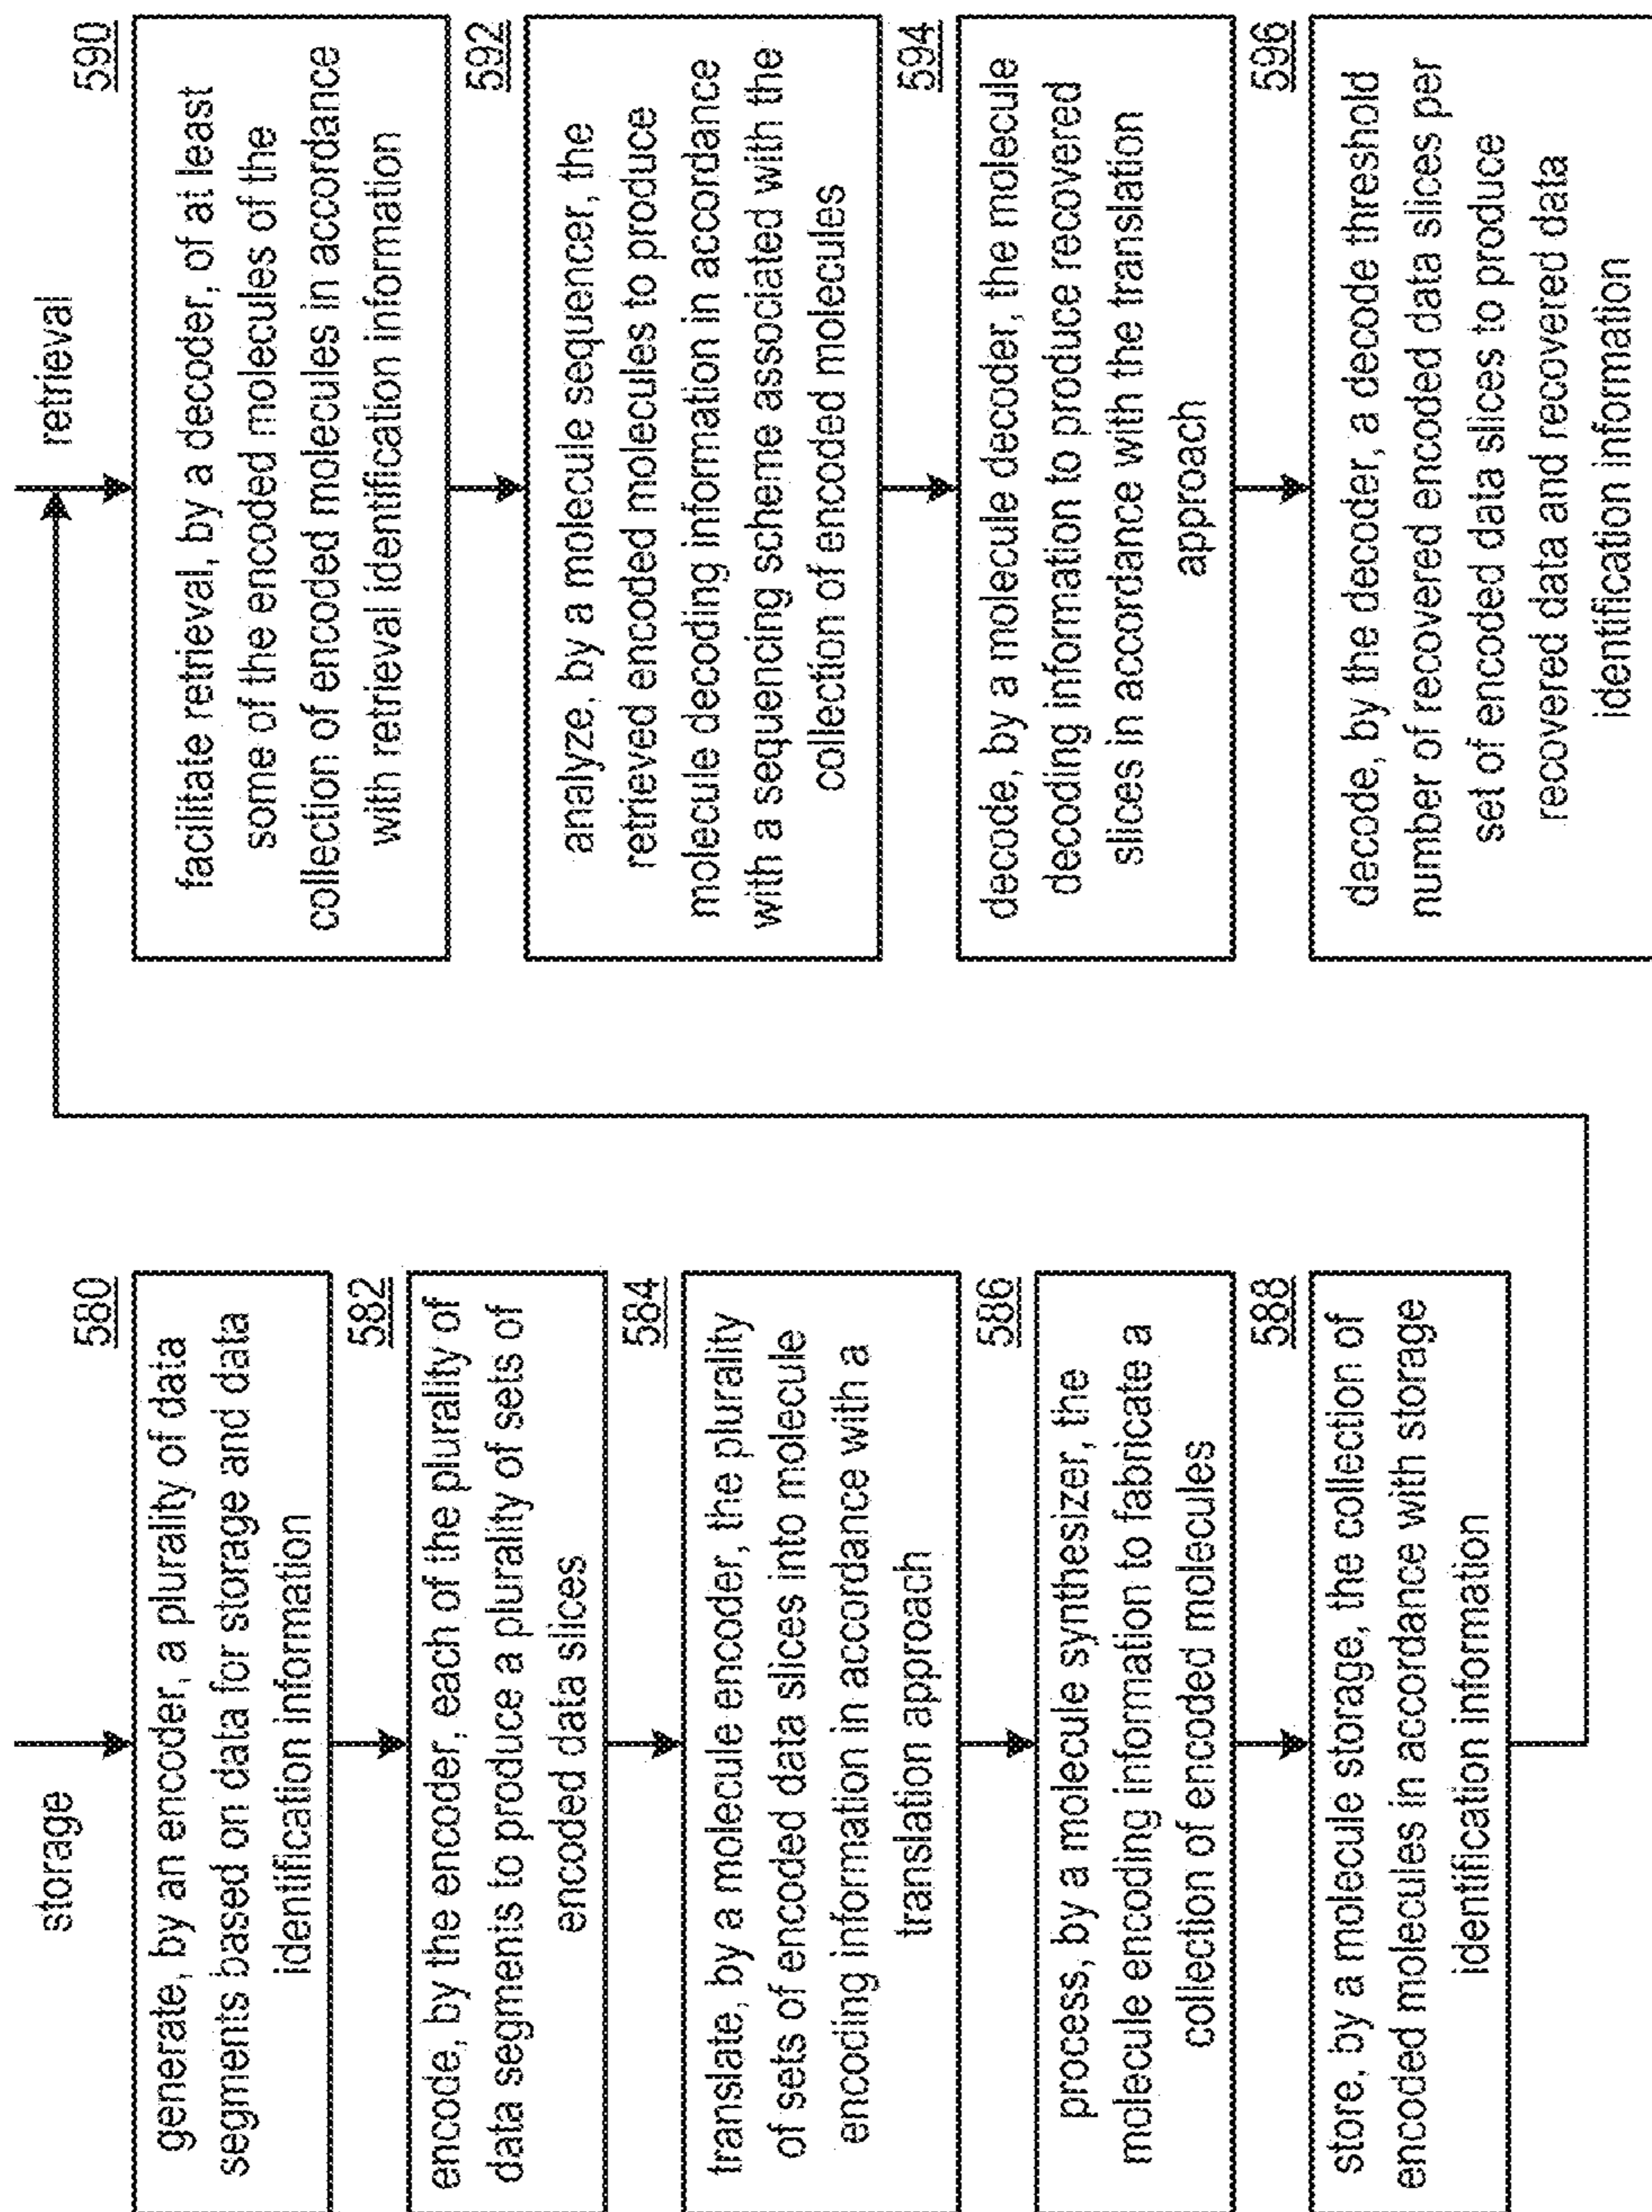 storage
580
generate, by an encoder, a plurality of data
segments based on data for storage and data
identification information
582
encode, by the encoder, each of the plurality of
data segments to produce a plurality of sets of
encoded data slices
584
translate, by a molecule encoder, the plurality
of sets of encoded data slices into molecule
encoding information in accordance with a
translation approach
586
process, by a molecule synthesizer, the
molecule encoding information to fabricate a
collection of encoded molecules
588
store, by a molecule storage, the collection of
encoded molecules in accordance with storage
identification information
retrieval
590
facilitate retrieval, by a decoder, of at least
some of the encoded molecules of the
collection of encoded molecules in accordance
with retrieval identification information
592
analyze, by a molecule sequencer, the
retrieved encoded molecules to produce
molecule decoding information in accordance
with a sequencing scheme associated with the
collection of encoded molecules
594
decode, by a molecule decoder, the molecule
decoding information to produce recovered
slices in accordance with the translation
approach
596
decode, by the decoder, a decode threshold
number of recovered encoded data slices per
set of encoded data slices to produce
recovered data and recovered data
identification information